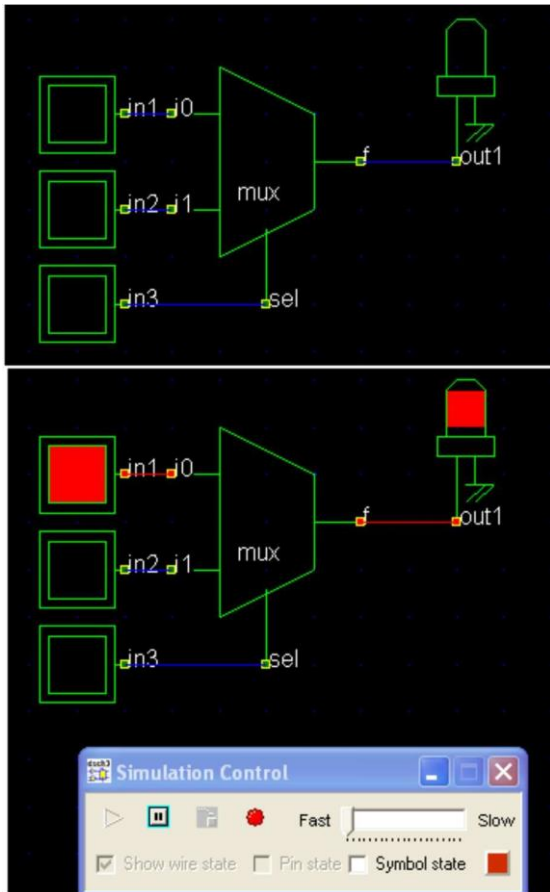 in1 i0
f out1
mux
in2 i1
in3 sel
in1 i0
f out1
mux
in2 i1
in3 sel
dsch3 Simulation Control
Fast Slow
Show wire state Pin state Symbol state